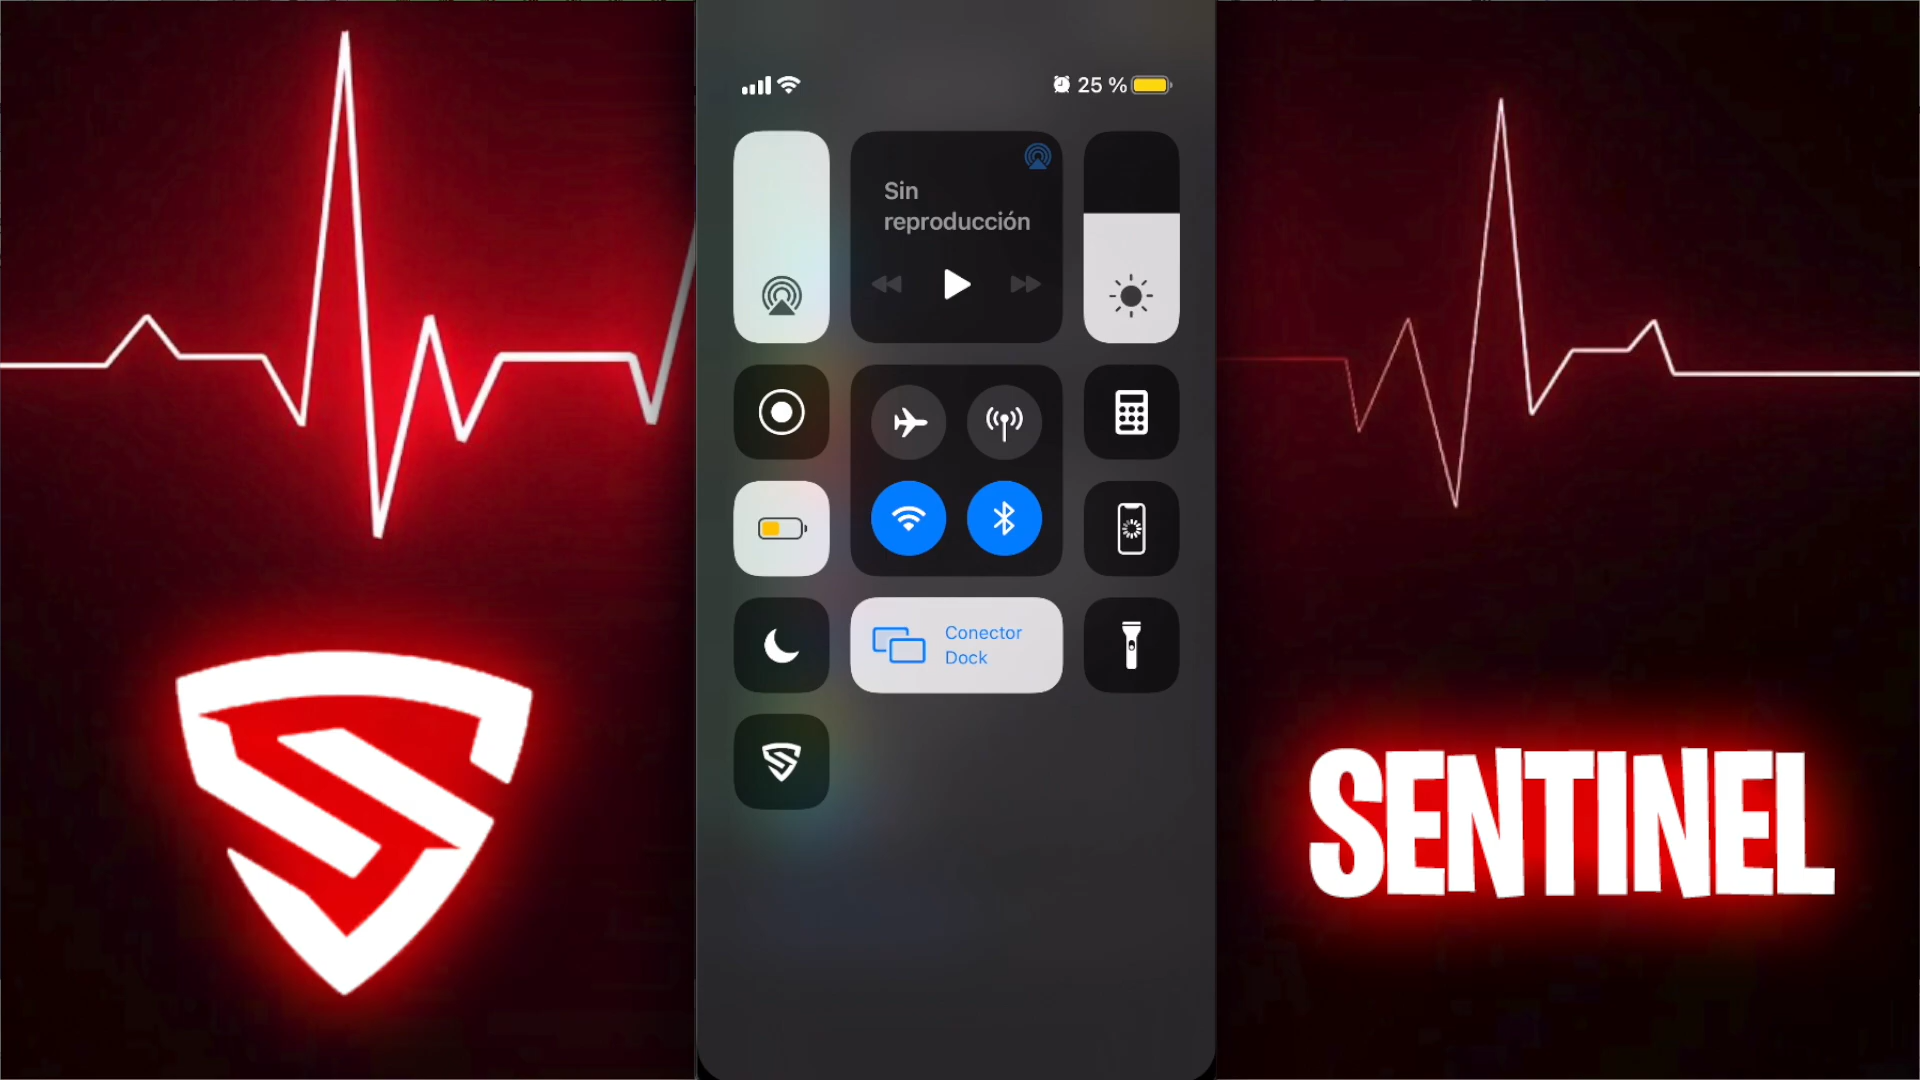 25 %
Sin
reproducción
Conector
Dock
SENTINEL